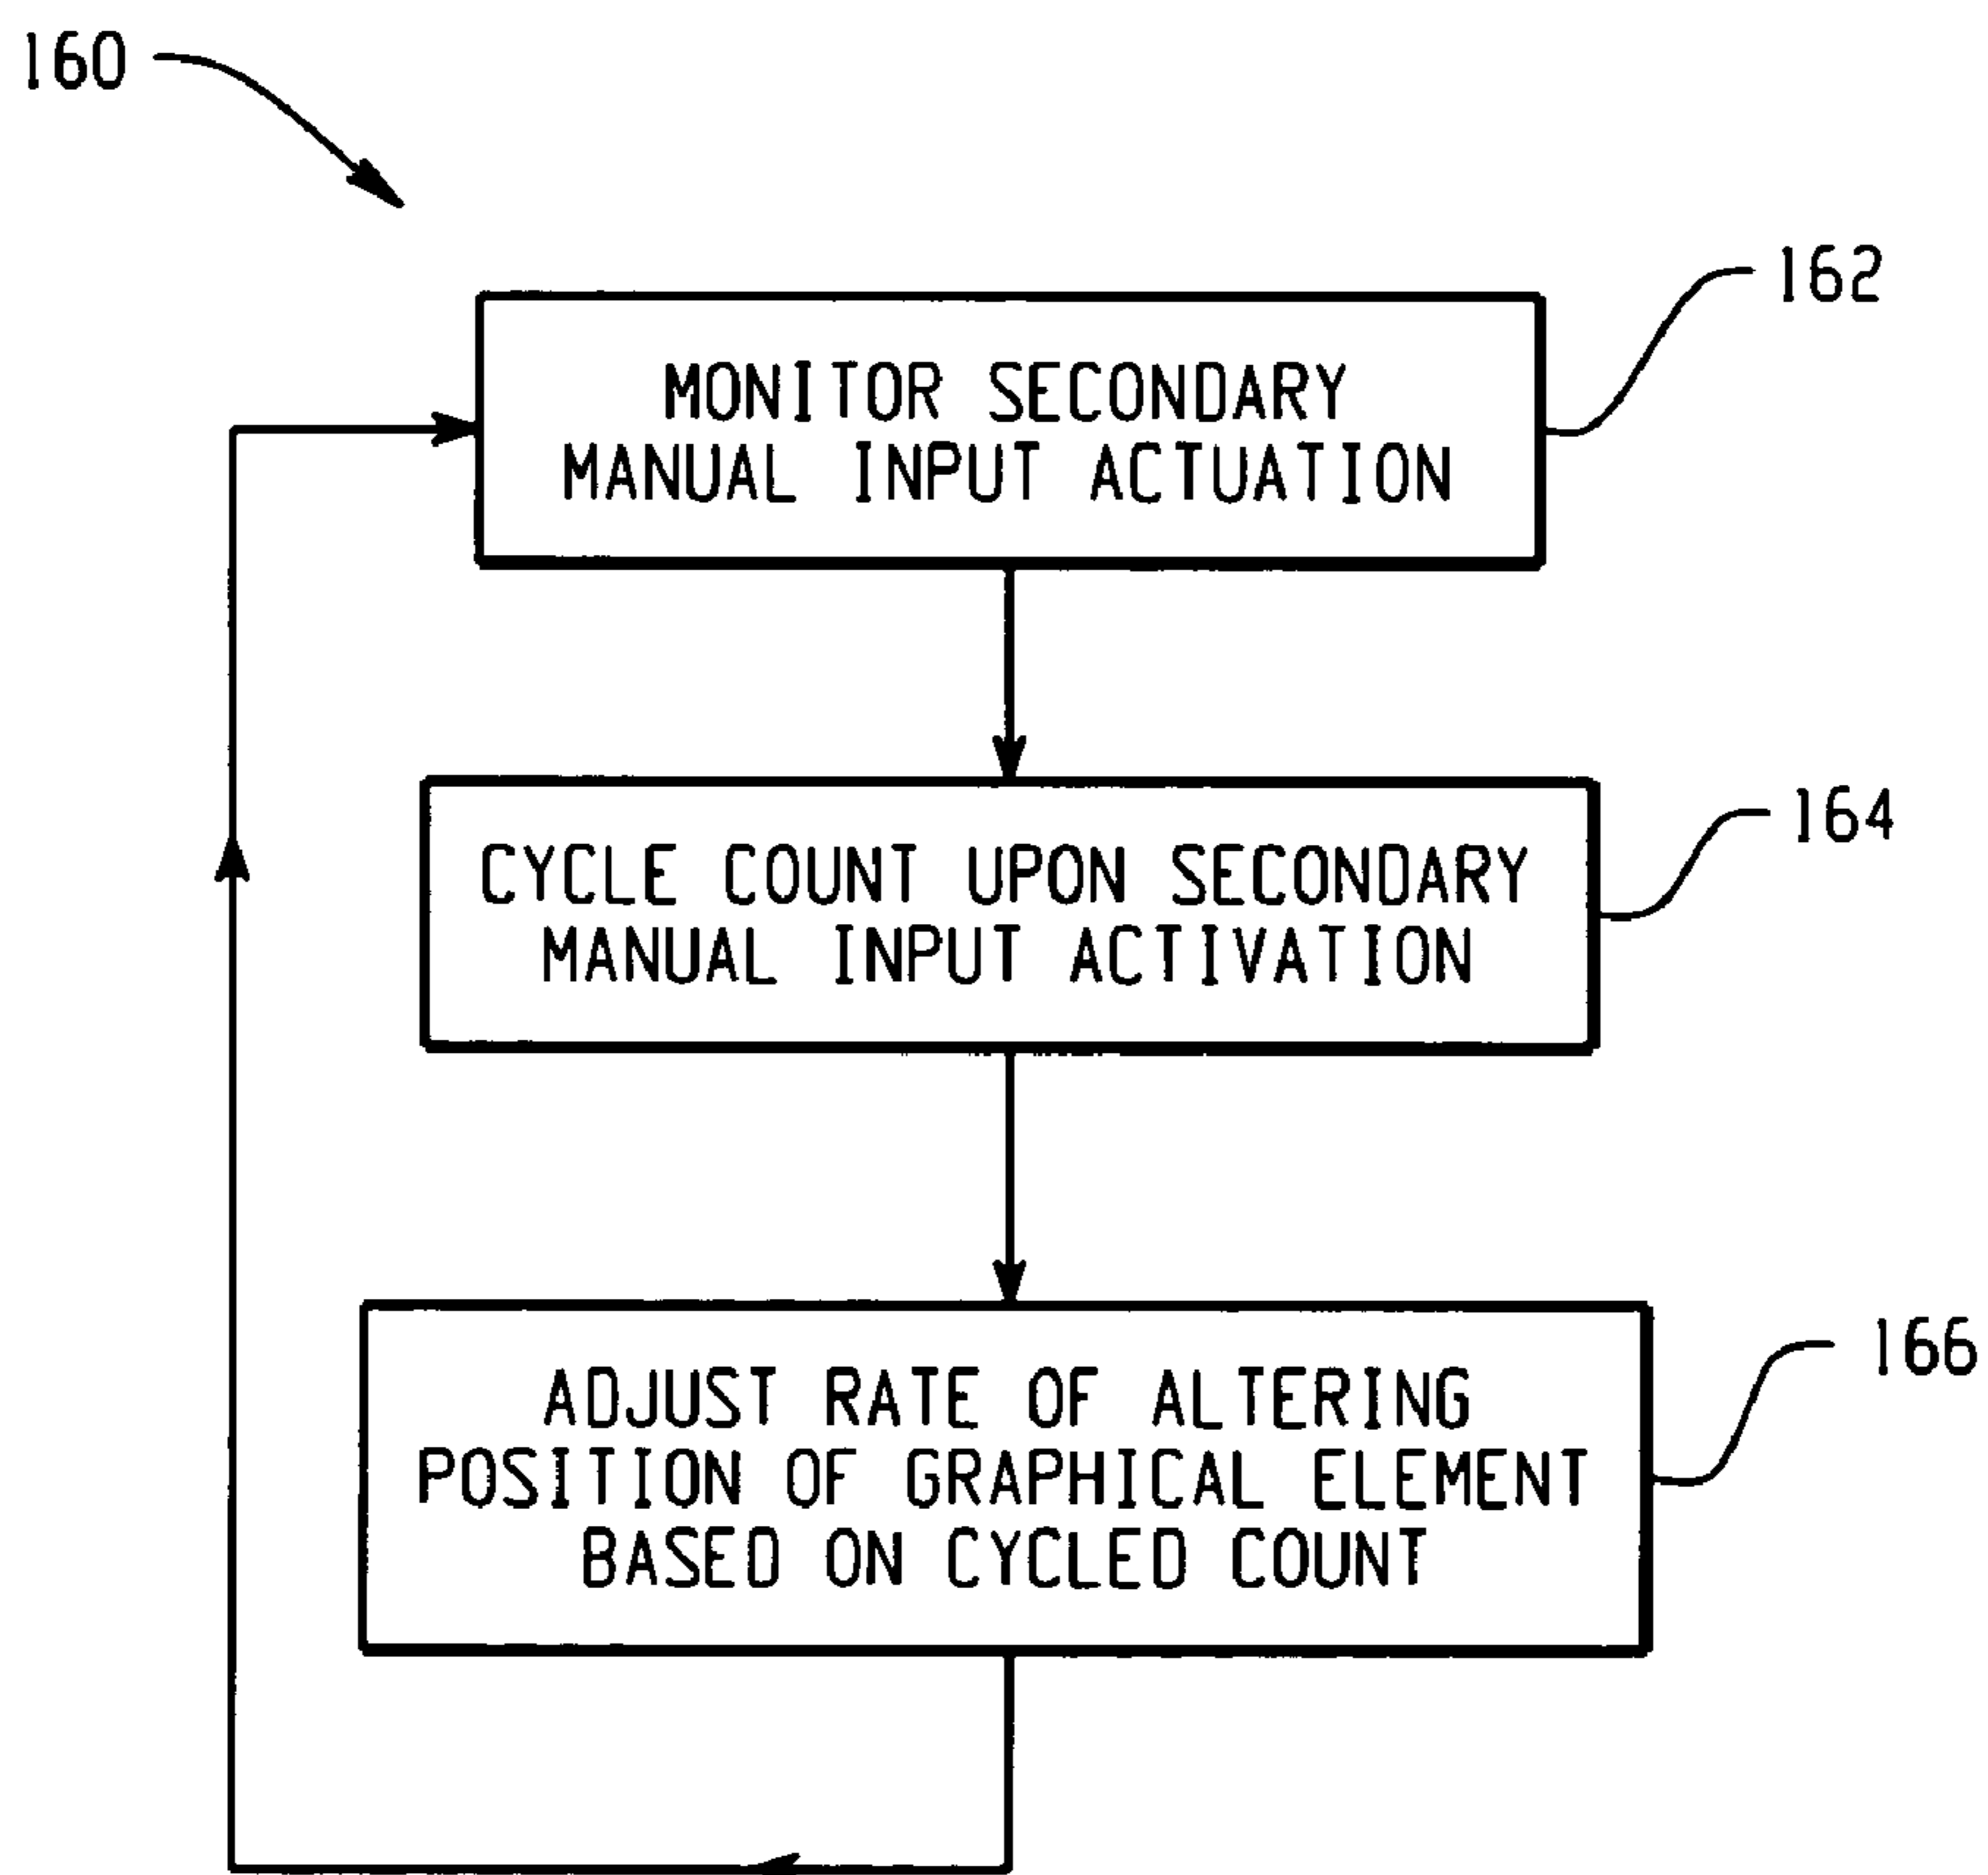 160
162
MONITOR SECONDARY
MANUAL INPUT ACTUATION
164
CYCLE COUNT UPON SECONDARY
MANUAL INPUT ACTIVATION
166
ADJUST RATE OF ALTERING
POSITION OF GRAPHICAL ELEMENT
BASED ON CYCLED COUNT